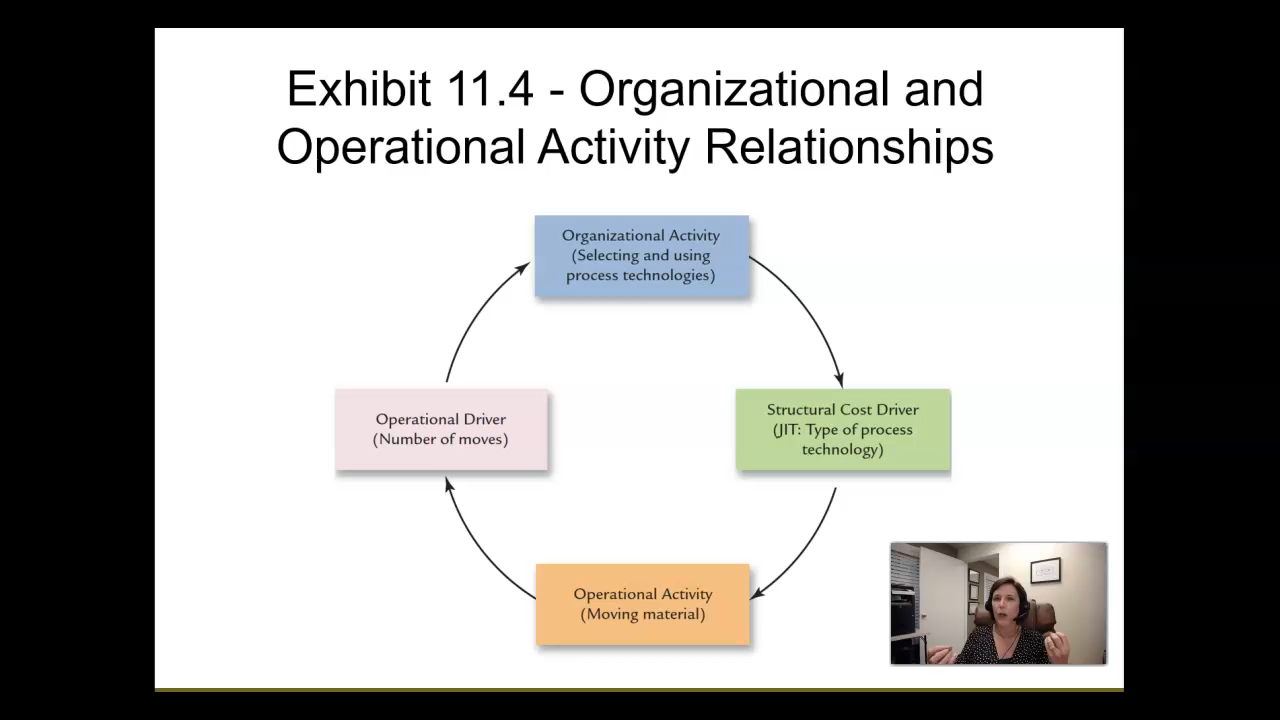 Exhibit 11.4 - Organizational and
Operational Activity Relationships
Organizational Activity
(Selecting and using
process technologies)
Operational Driver
(Number of moves)
Structural Cost Driver
(JIT: Type of process
technology)
Operational Activity
(Moving material)